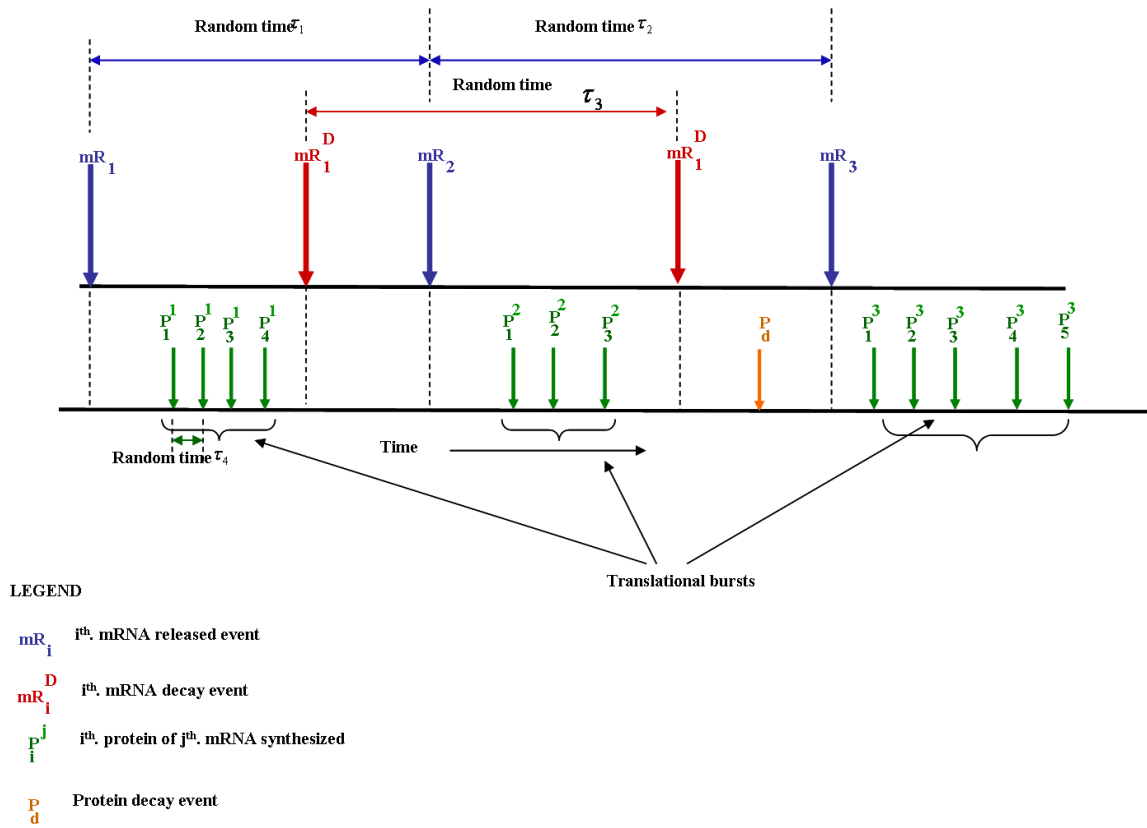 Random time τ₁
Random time τ₂
Random time τ₃
mR₁
mR₁ᴰ
mR₂
mR₁ᴰ
mR₃
P₁¹ P₂¹ P₃¹ P₄¹
P₁² P₂² P₃²
P_d
P₁³ P₂³ P₃³ P₄³ P₅³
Random time τ₄
Time
Translational bursts
LEGEND
mRᵢ iᵗʰ. mRNA released event
mRᵢᴰ iᵗʰ. mRNA decay event
Pᵢʲ iᵗʰ. protein of jᵗʰ. mRNA synthesized
P_d Protein decay event